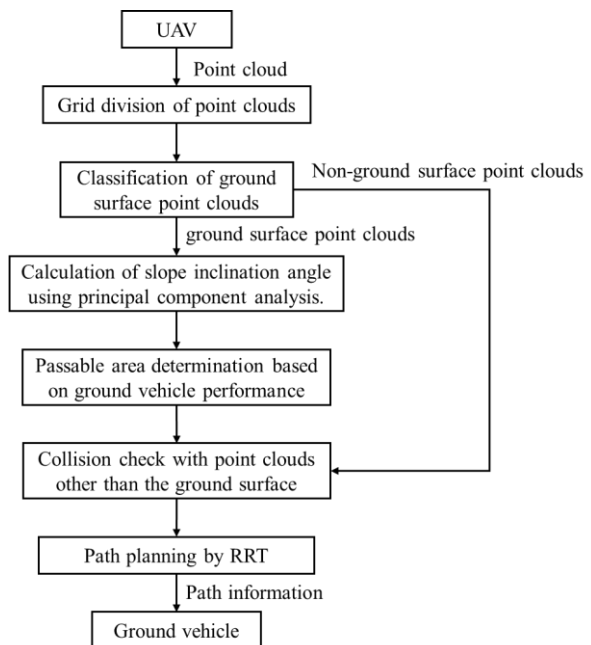 UAV
Point cloud
Grid division of point clouds
Non-ground surface point clouds
Classification of ground
surface point clouds
ground surface point clouds
Calculation of slope inclination angle
using principal component analysis.
Passable area determination based
on ground vehicle performance
Collision check with point clouds
other than the ground surface
Path planning by RRT
Path information
Ground vehicle